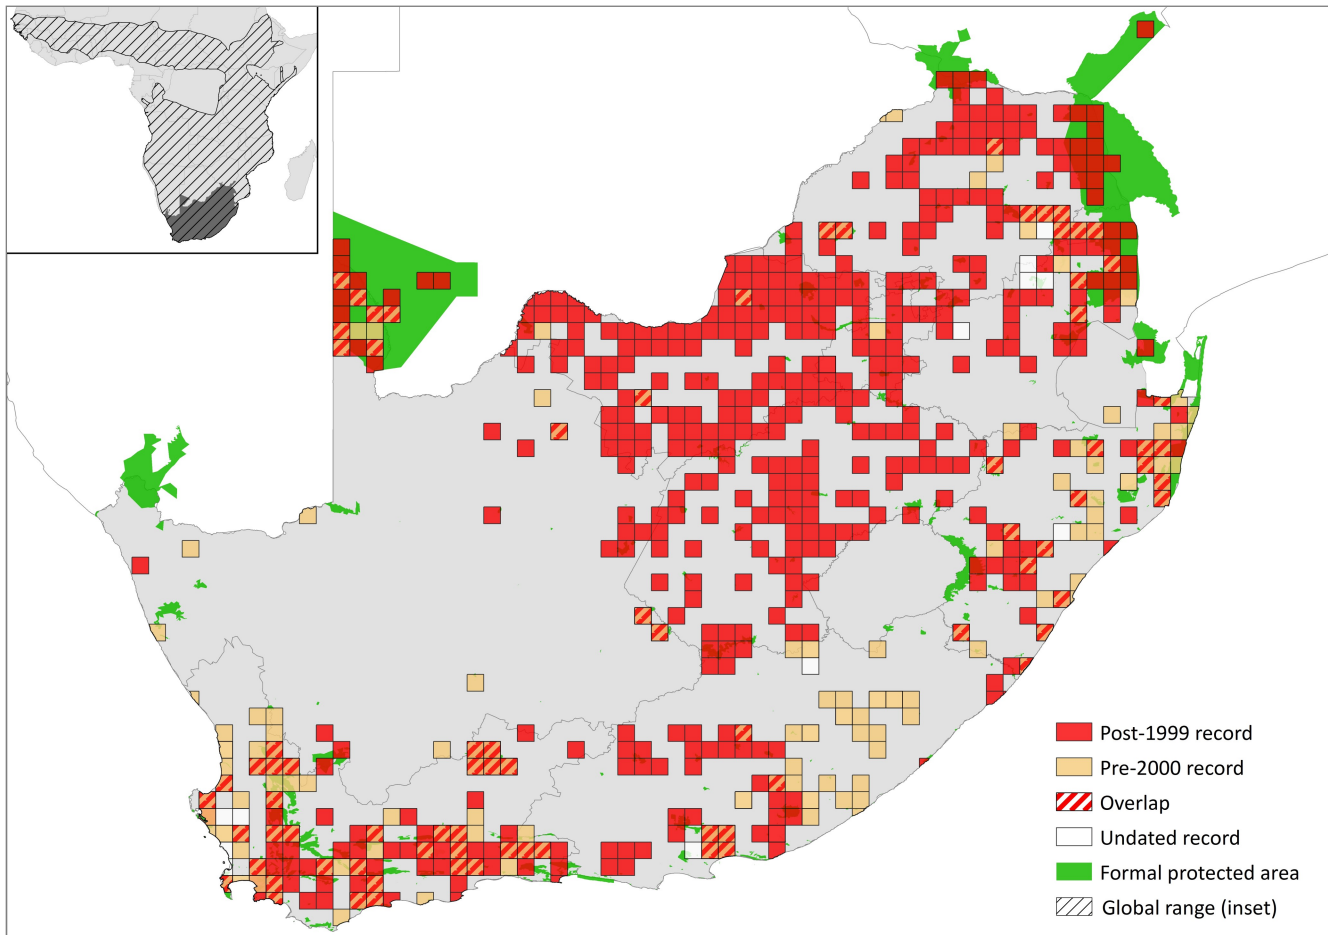 Post-1999 record
Pre-2000 record
Overlap
Undated record
Formal protected area
Global range (inset)